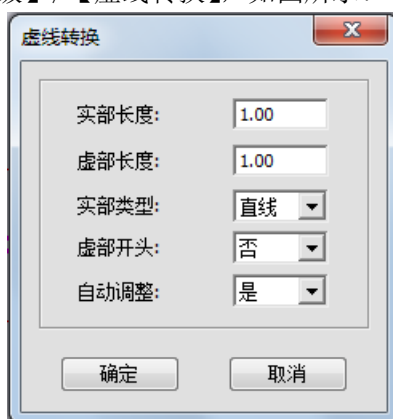 虚线转换
实部长度: 1.00
虚部长度: 1.00
实部类型: 直线
虚部开头: 否
自动调整: 是
确定 取消